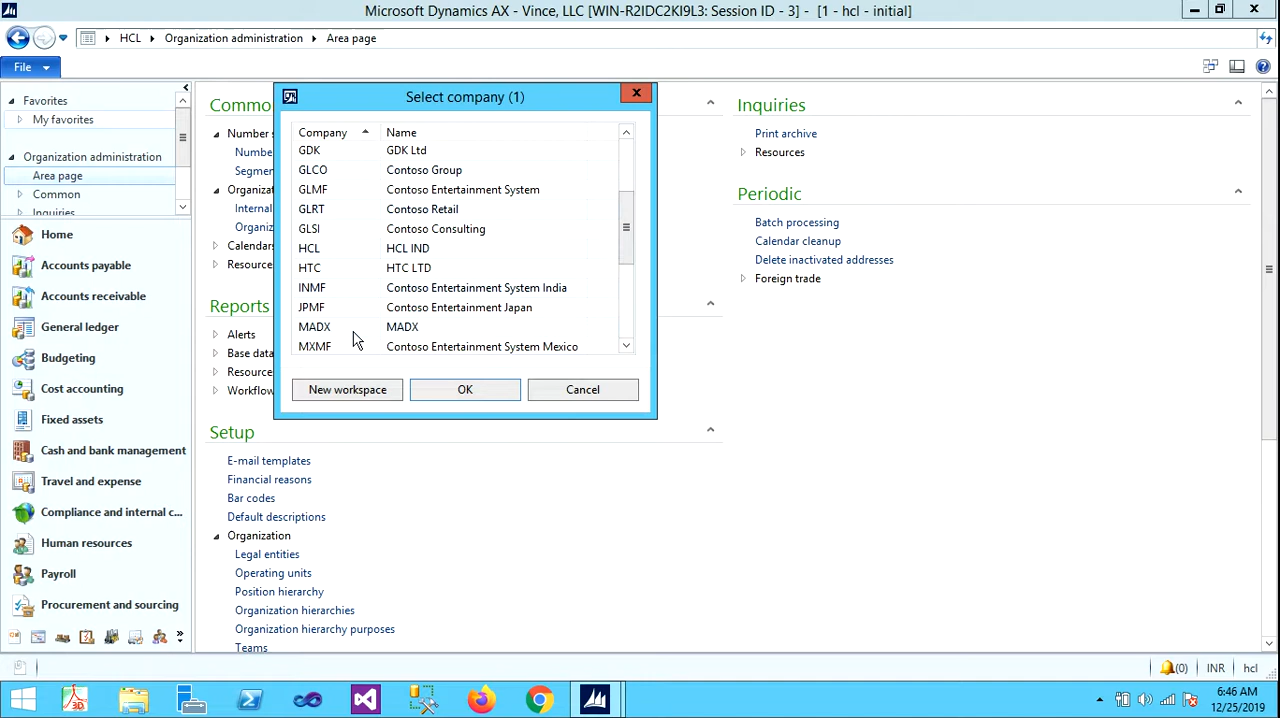 Microsoft Dynamics AX - Vince, LLC [WIN-R2IDC2KI9L3: Session ID - 3] - [1 - hcl - initial]
HCL Organization administration Area page
File
Favorites
My favorites
Organization administration
Area page
Common
Inquiries
Home
Accounts payable
Accounts receivable
General ledger
Budgeting
Cost accounting
Fixed assets
Cash and bank management
Travel and expense
Compliance and internal c...
Human resources
Payroll
Procurement and sourcing
Commo
Number s
Numbe
Segmen
Organiz
Internal
Organiz
Calendars
Resource
Reports
Alerts
Base data
Resource
Workflow
Setup
E-mail templates
Financial reasons
Bar codes
Default descriptions
Organization
Legal entities
Operating units
Position hierarchy
Organization hierarchies
Organization hierarchy purposes
Teams
Select company (1)
Company Name
GDK GDK Ltd
GLCO Contoso Group
GLMF Contoso Entertainment System
GLRT Contoso Retail
GLSI Contoso Consulting
HCL HCL IND
HTC HTC LTD
INMF Contoso Entertainment System India
JPMF Contoso Entertainment Japan
MADX MADX
MXMF Contoso Entertainment System Mexico
New workspace OK Cancel
Inquiries
Print archive
Resources
Periodic
Batch processing
Calendar cleanup
Delete inactivated addresses
Foreign trade
(0) INR hcl
6:46 AM
12/25/2019